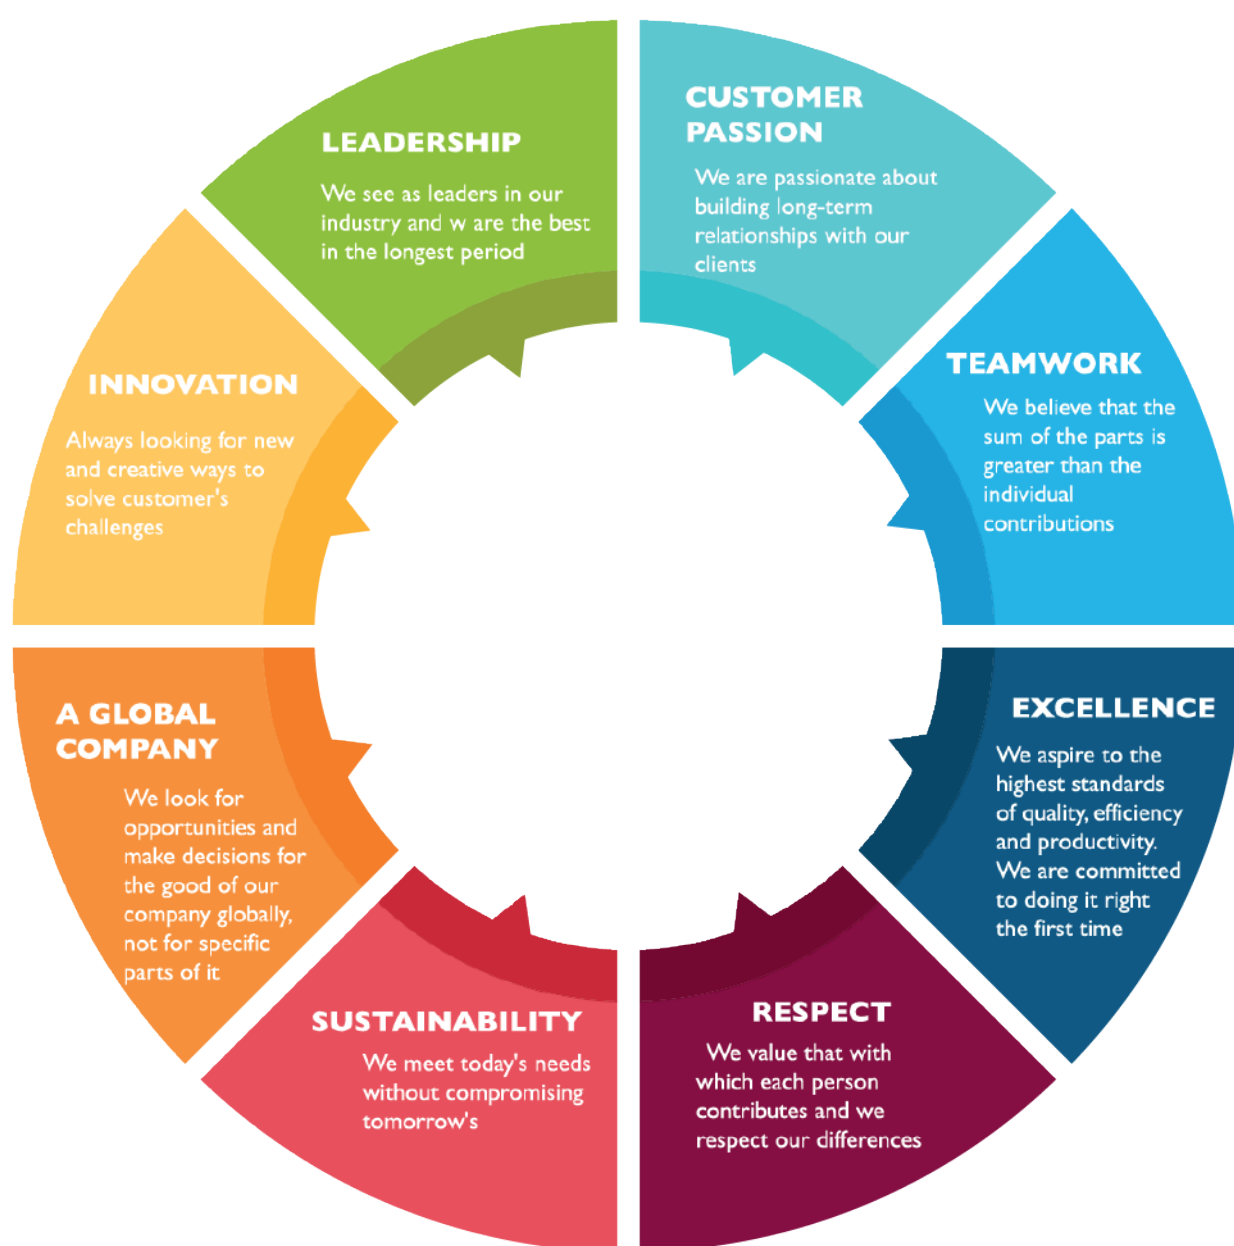 LEADERSHIP
We see as leaders in our
industry and w are the best
in the longest period
CUSTOMER
PASSION
We are passionate about
building long-term
relationships with our
clients
TEAMWORK
We believe that the
sum of the parts is
greater than the
individual
contributions
EXCELLENCE
We aspire to the
highest standards
of quality, efficiency
and productivity.
We are committed
to doing it right
the first time
RESPECT
We value that with
which each person
contributes and we
respect our differences
SUSTAINABILITY
We meet today's needs
without compromising
tomorrow's
A GLOBAL
COMPANY
We look for
opportunities and
make decisions for
the good of our
company globally,
not for specific
parts of it
INNOVATION
Always looking for new
and creative ways to
solve customer's
challenges